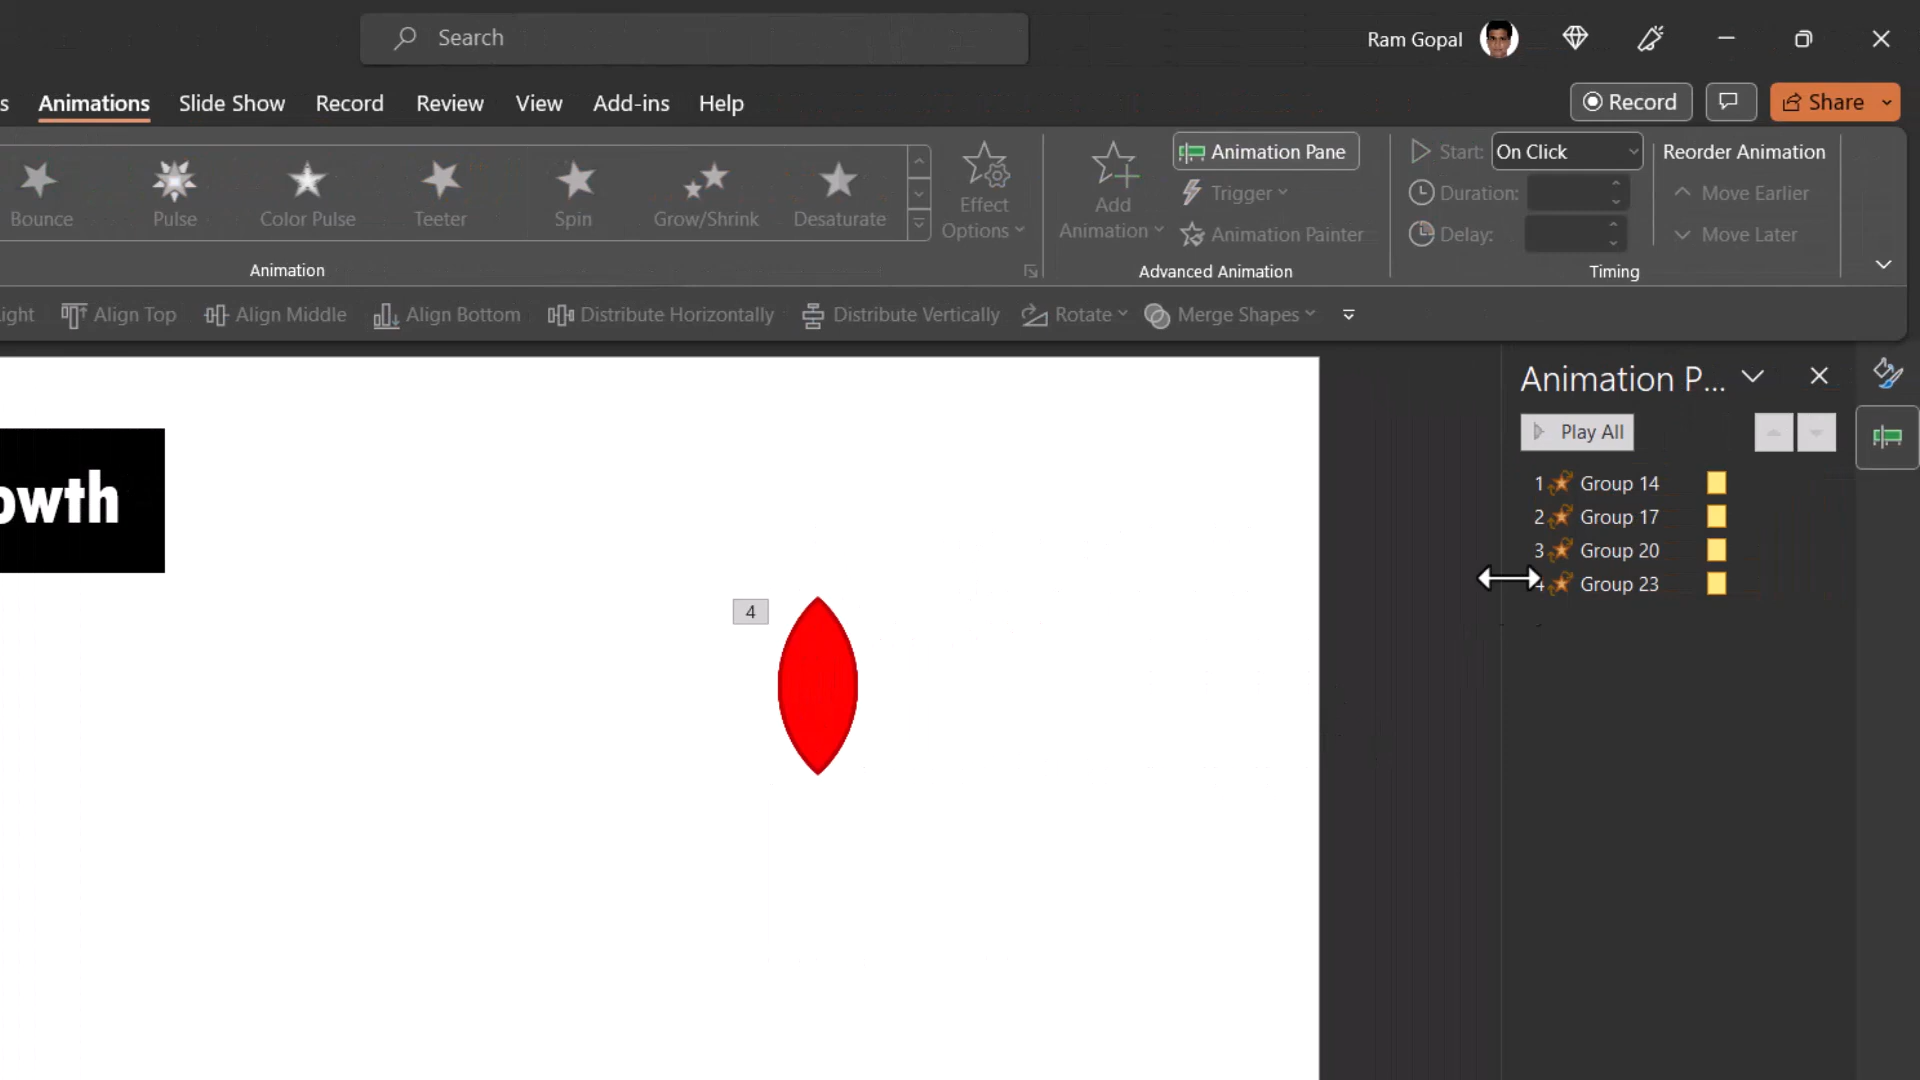 Search
Ram Gopal
s Animations Slide Show Record Review View Add-ins Help
Record
Share
Bounce Pulse Color Pulse Teeter Spin Grow/Shrink Desaturate
Effect Options
Add Animation
Animation Pane
Trigger
Animation Painter
Start: On Click
Duration:
Delay:
Reorder Animation
Move Earlier
Move Later
Animation
Advanced Animation
Timing
ight Align Top Align Middle Align Bottom Distribute Horizontally Distribute Vertically Rotate Merge Shapes
Animation P...
Play All
1 Group 14
2 Group 17
3 Group 20
4 Group 23
owth
4